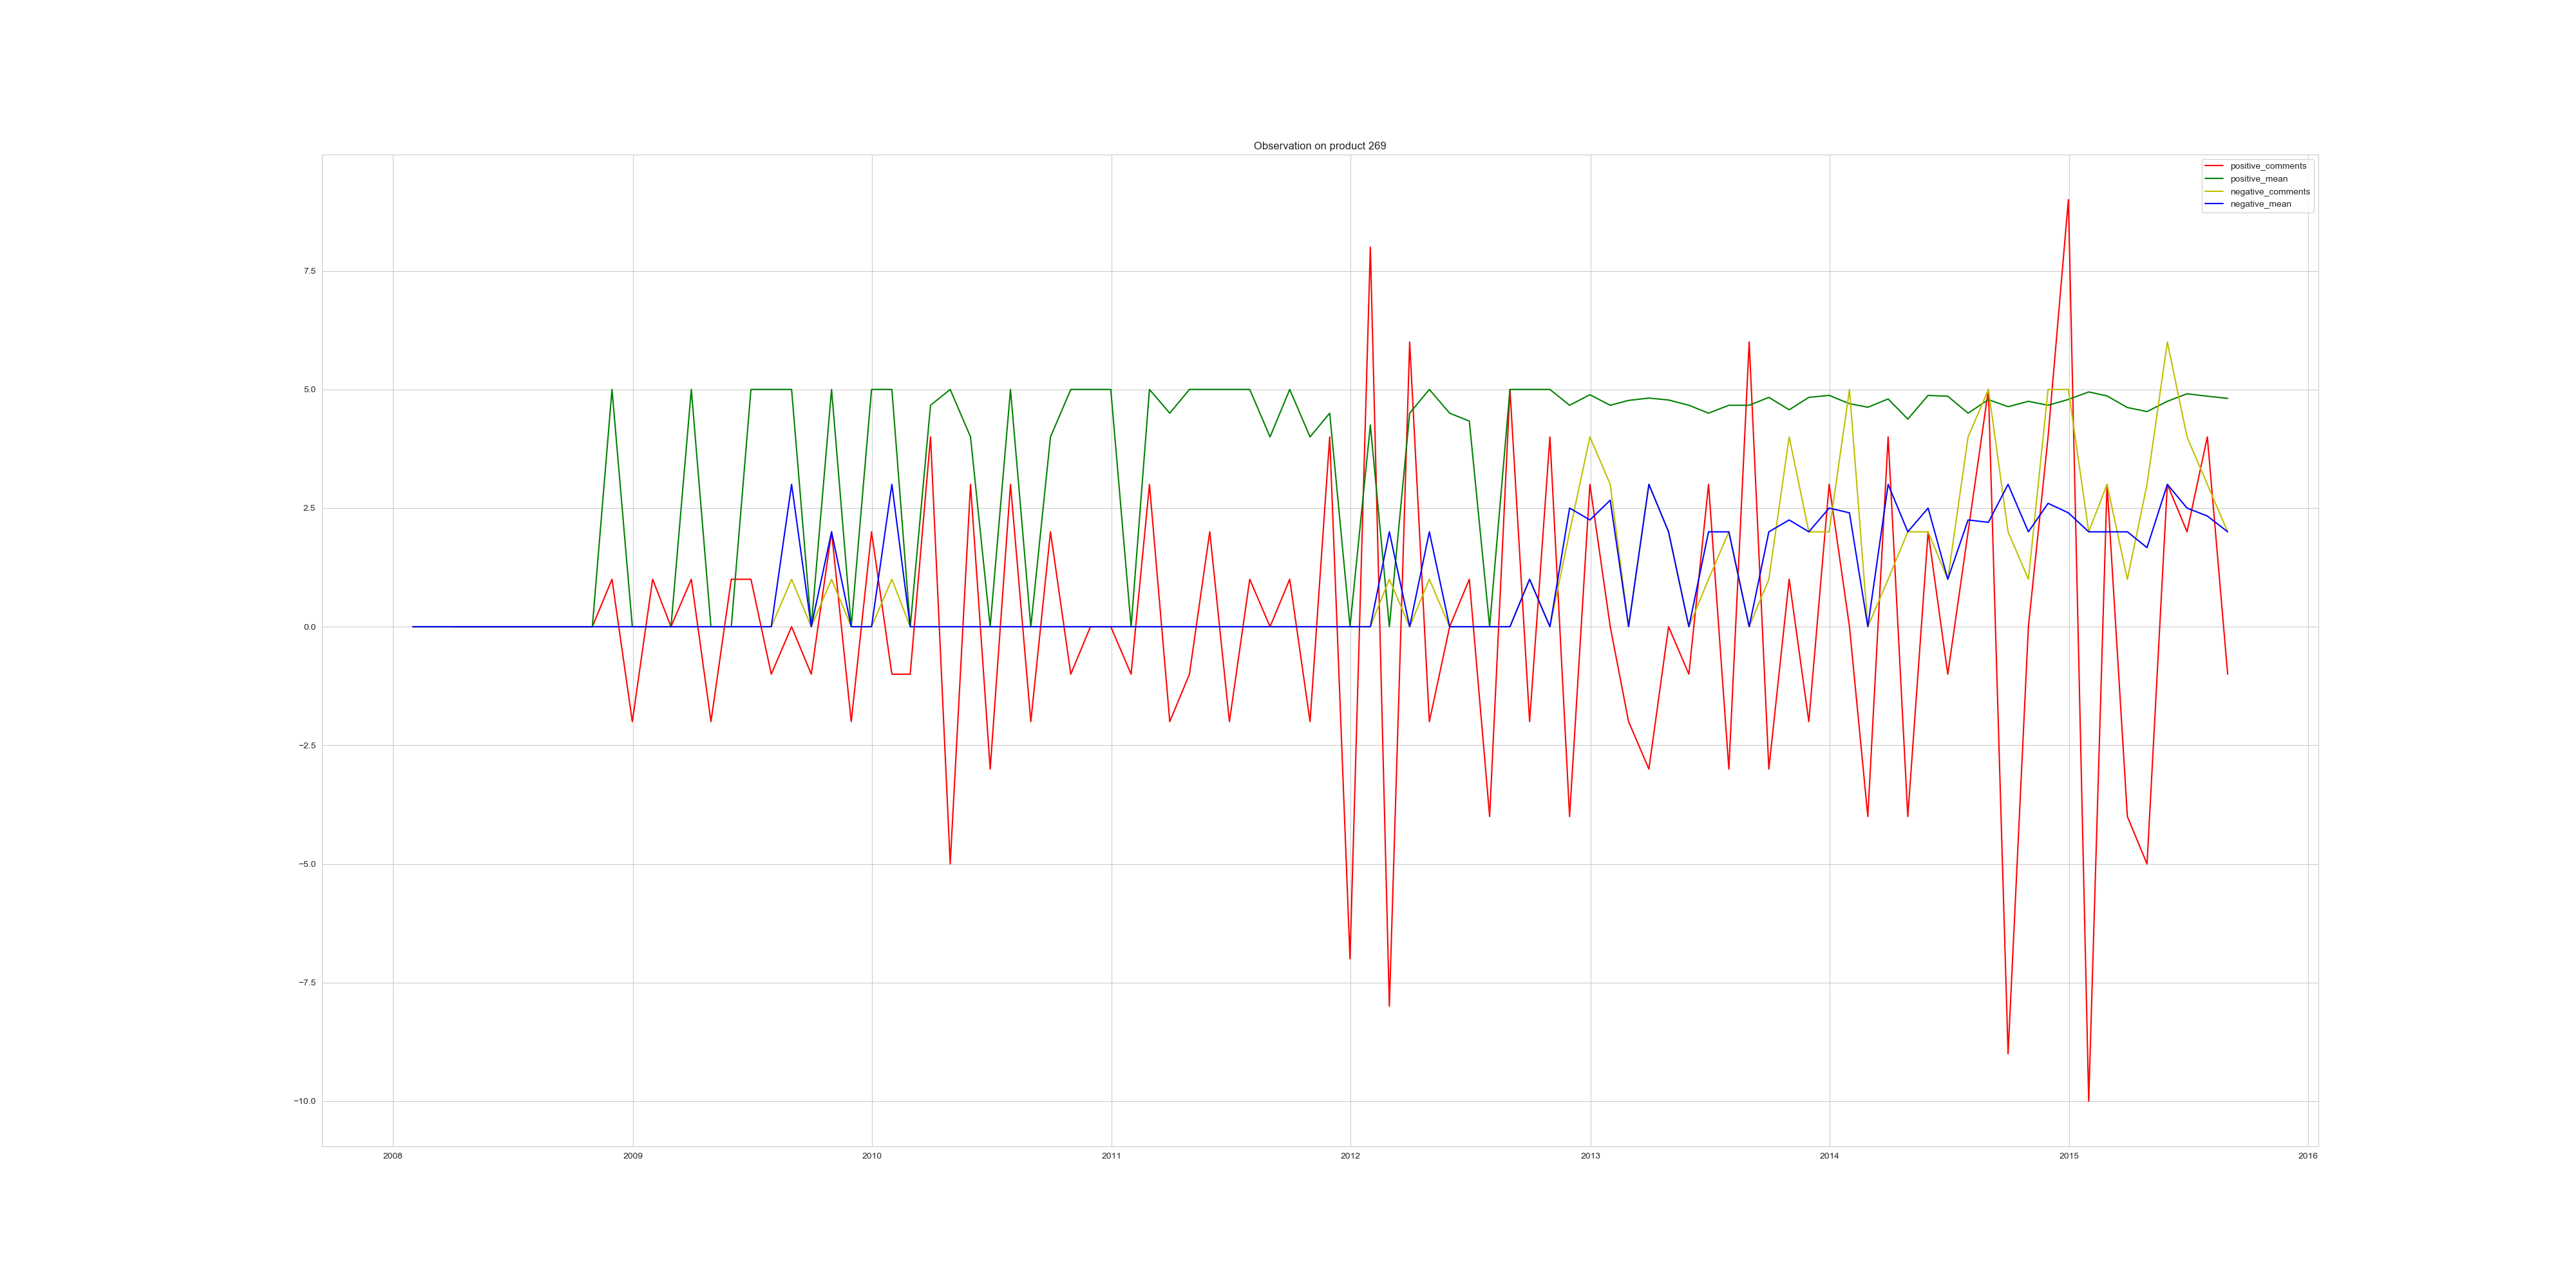 Observation on product 269
positive_comments
positive_mean
negative_comments
negative_mean
7.5
5.0
2.5
0.0
−2.5
−5.0
−7.5
−10.0
2008 2009 2010 2011 2012 2013 2014 2015 2016